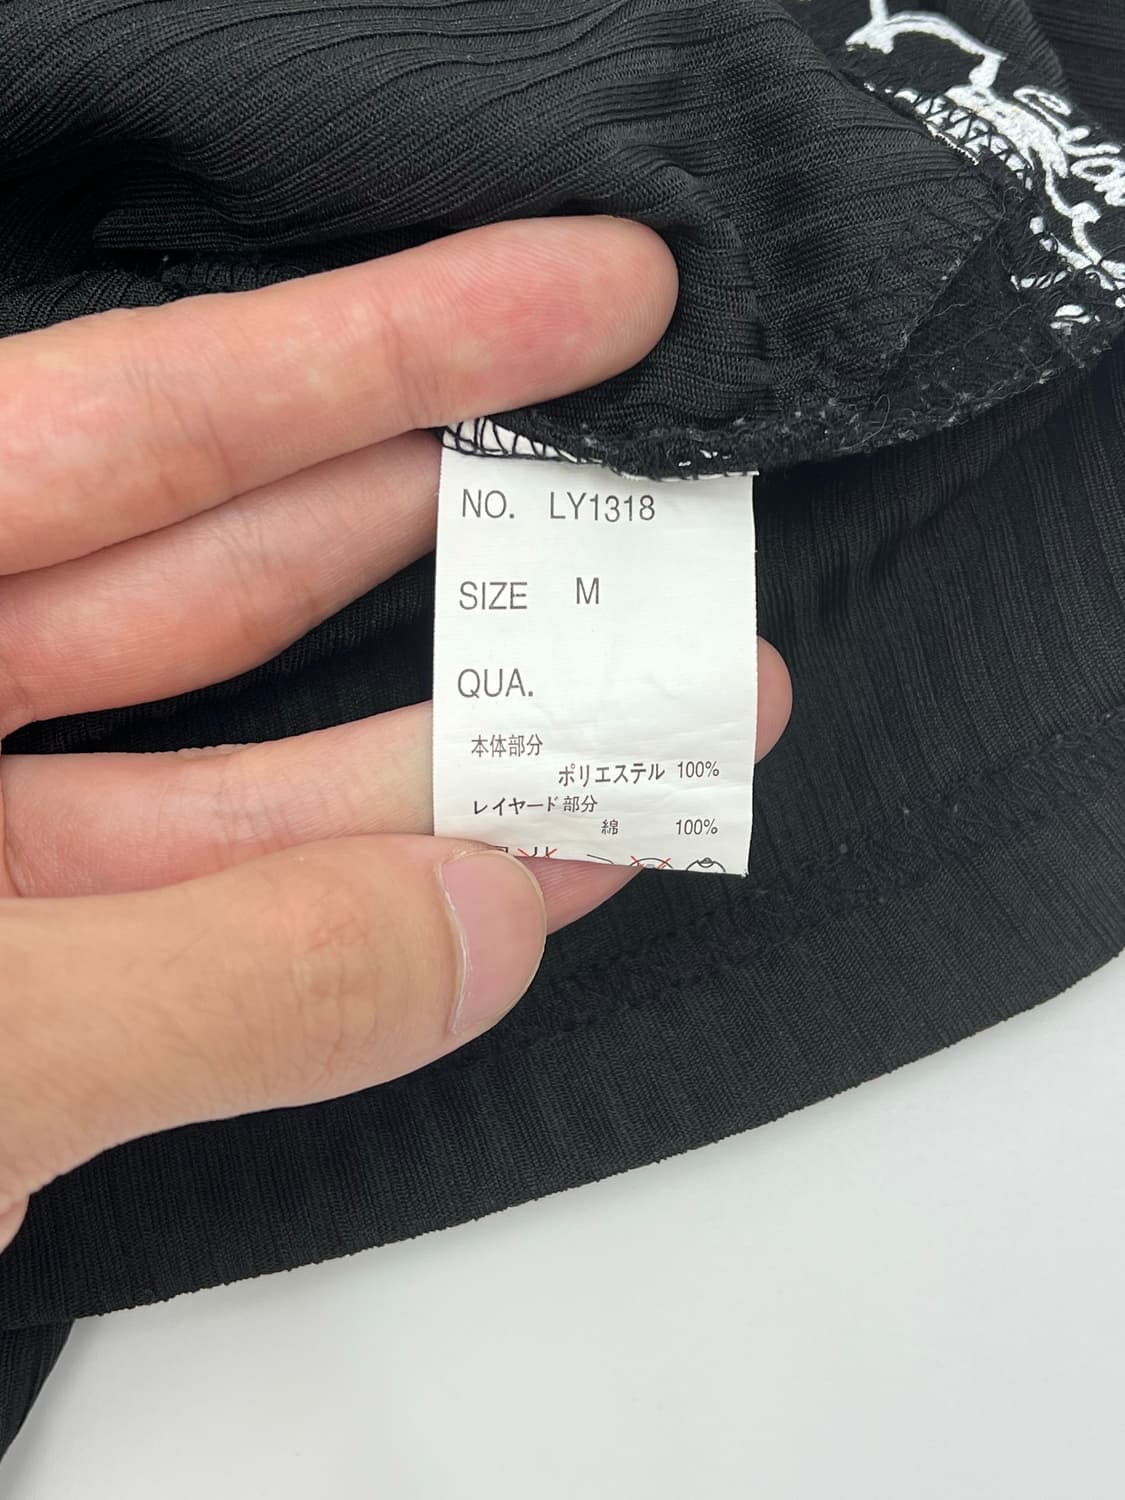 NO. LY1318
SIZE M
QUA.
本体部分
ポリエステル 100%
レイヤード部分
綿 100%